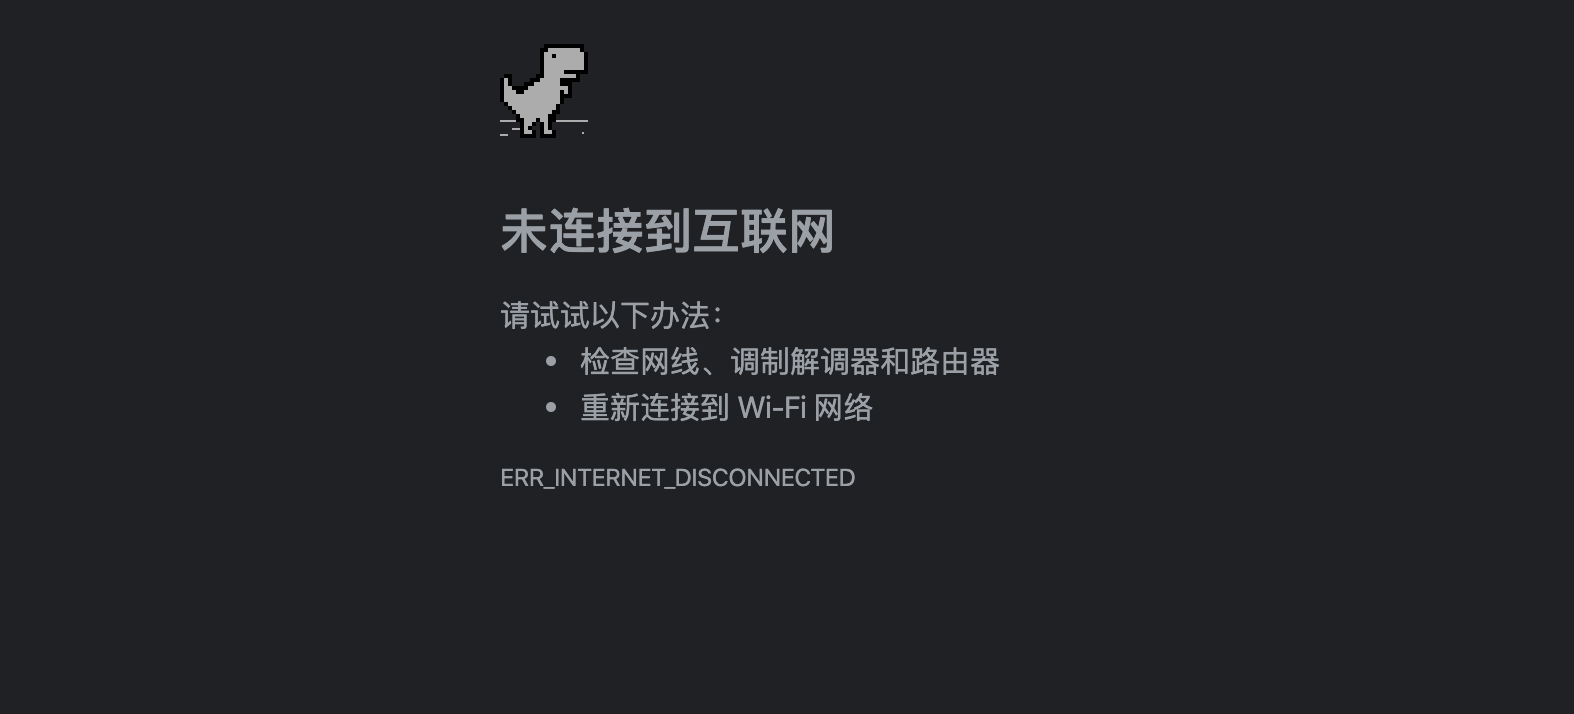 未连接到互联网
请试试以下办法：
• 检查网线、调制解调器和路由器
• 重新连接到 Wi-Fi 网络
ERR_INTERNET_DISCONNECTED